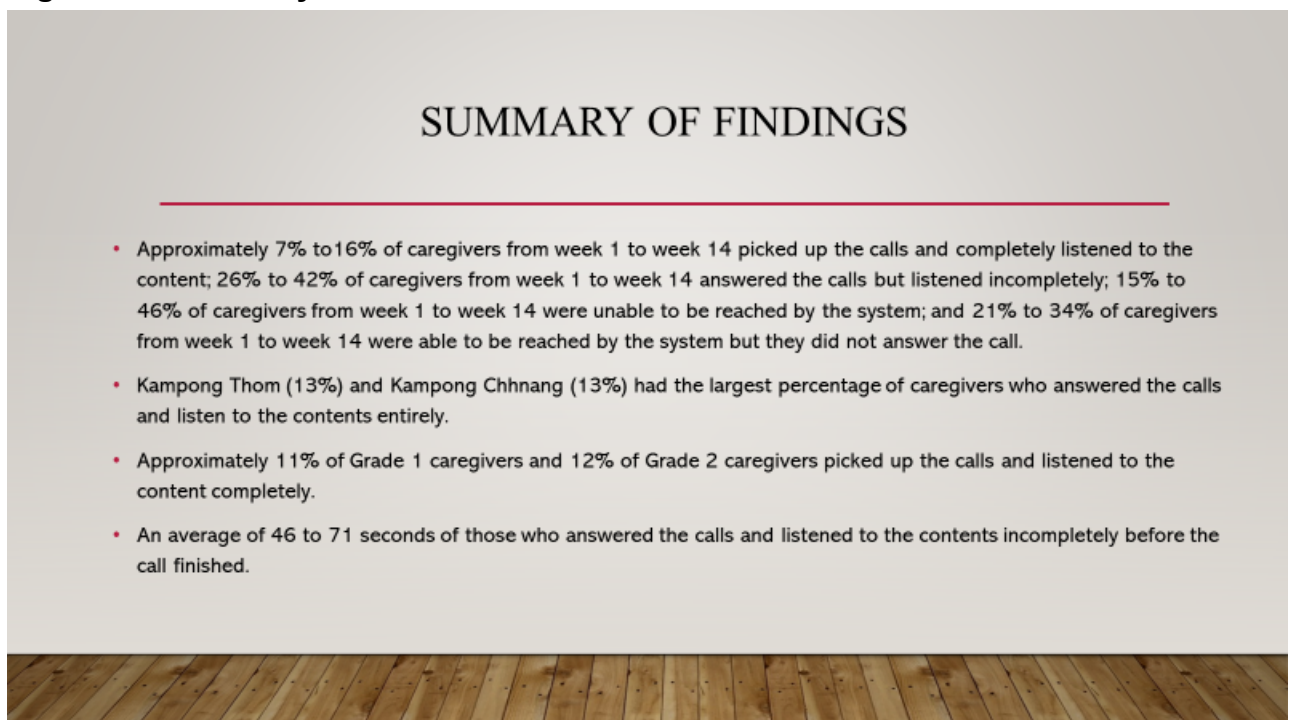 SUMMARY OF FINDINGS
• Approximately 7% to16% of caregivers from week 1 to week 14 picked up the calls and completely listened to the
content; 26% to 42% of caregivers from week 1 to week 14 answered the calls but listened incompletely; 15% to
46% of caregivers from week 1 to week 14 were unable to be reached by the system; and 21% to 34% of caregivers
from week 1 to week 14 were able to be reached by the system but they did not answer the call.
• Kampong Thom (13%) and Kampong Chhnang (13%) had the largest percentage of caregivers who answered the calls
and listen to the contents entirely.
• Approximately 11% of Grade 1 caregivers and 12% of Grade 2 caregivers picked up the calls and listened to the
content completely.
• An average of 46 to 71 seconds of those who answered the calls and listened to the contents incompletely before the
call finished.